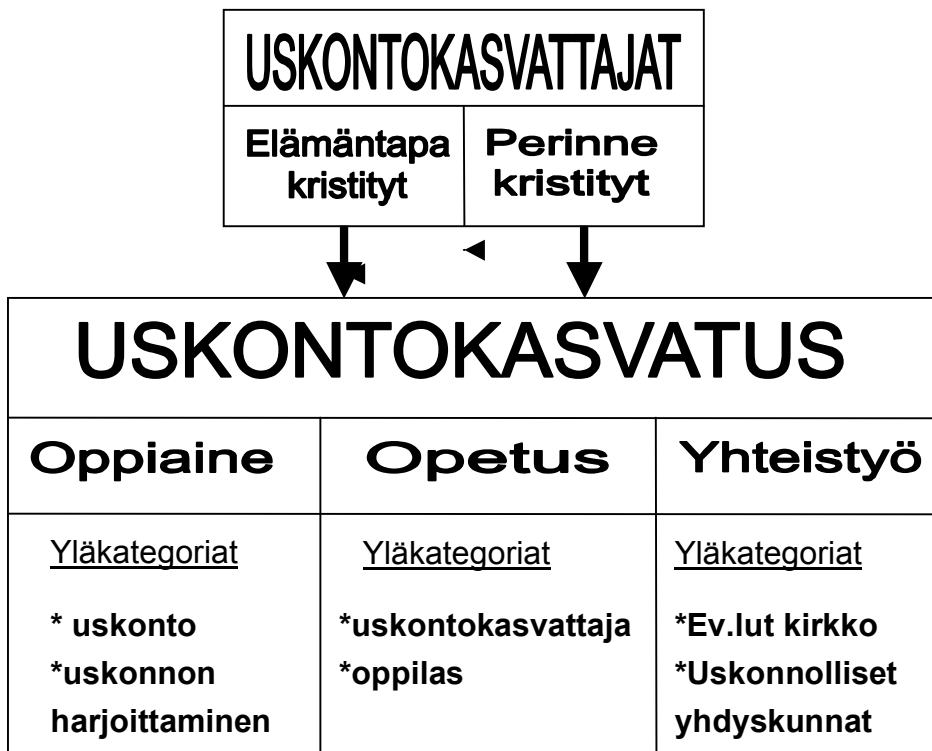 USKONTOKASVATTAJAT
Elämäntapa
kristityt
Perinne
kristityt
USKONTOKASVATUS
Oppiaine
Opetus
Yhteistyö
Yläkategoriat
* uskonto
*uskonnon
harjoittaminen
Yläkategoriat
*uskontokasvattaja
*oppilas
Yläkategoriat
*Ev.lut kirkko
*Uskonnolliset
yhdyskunnat